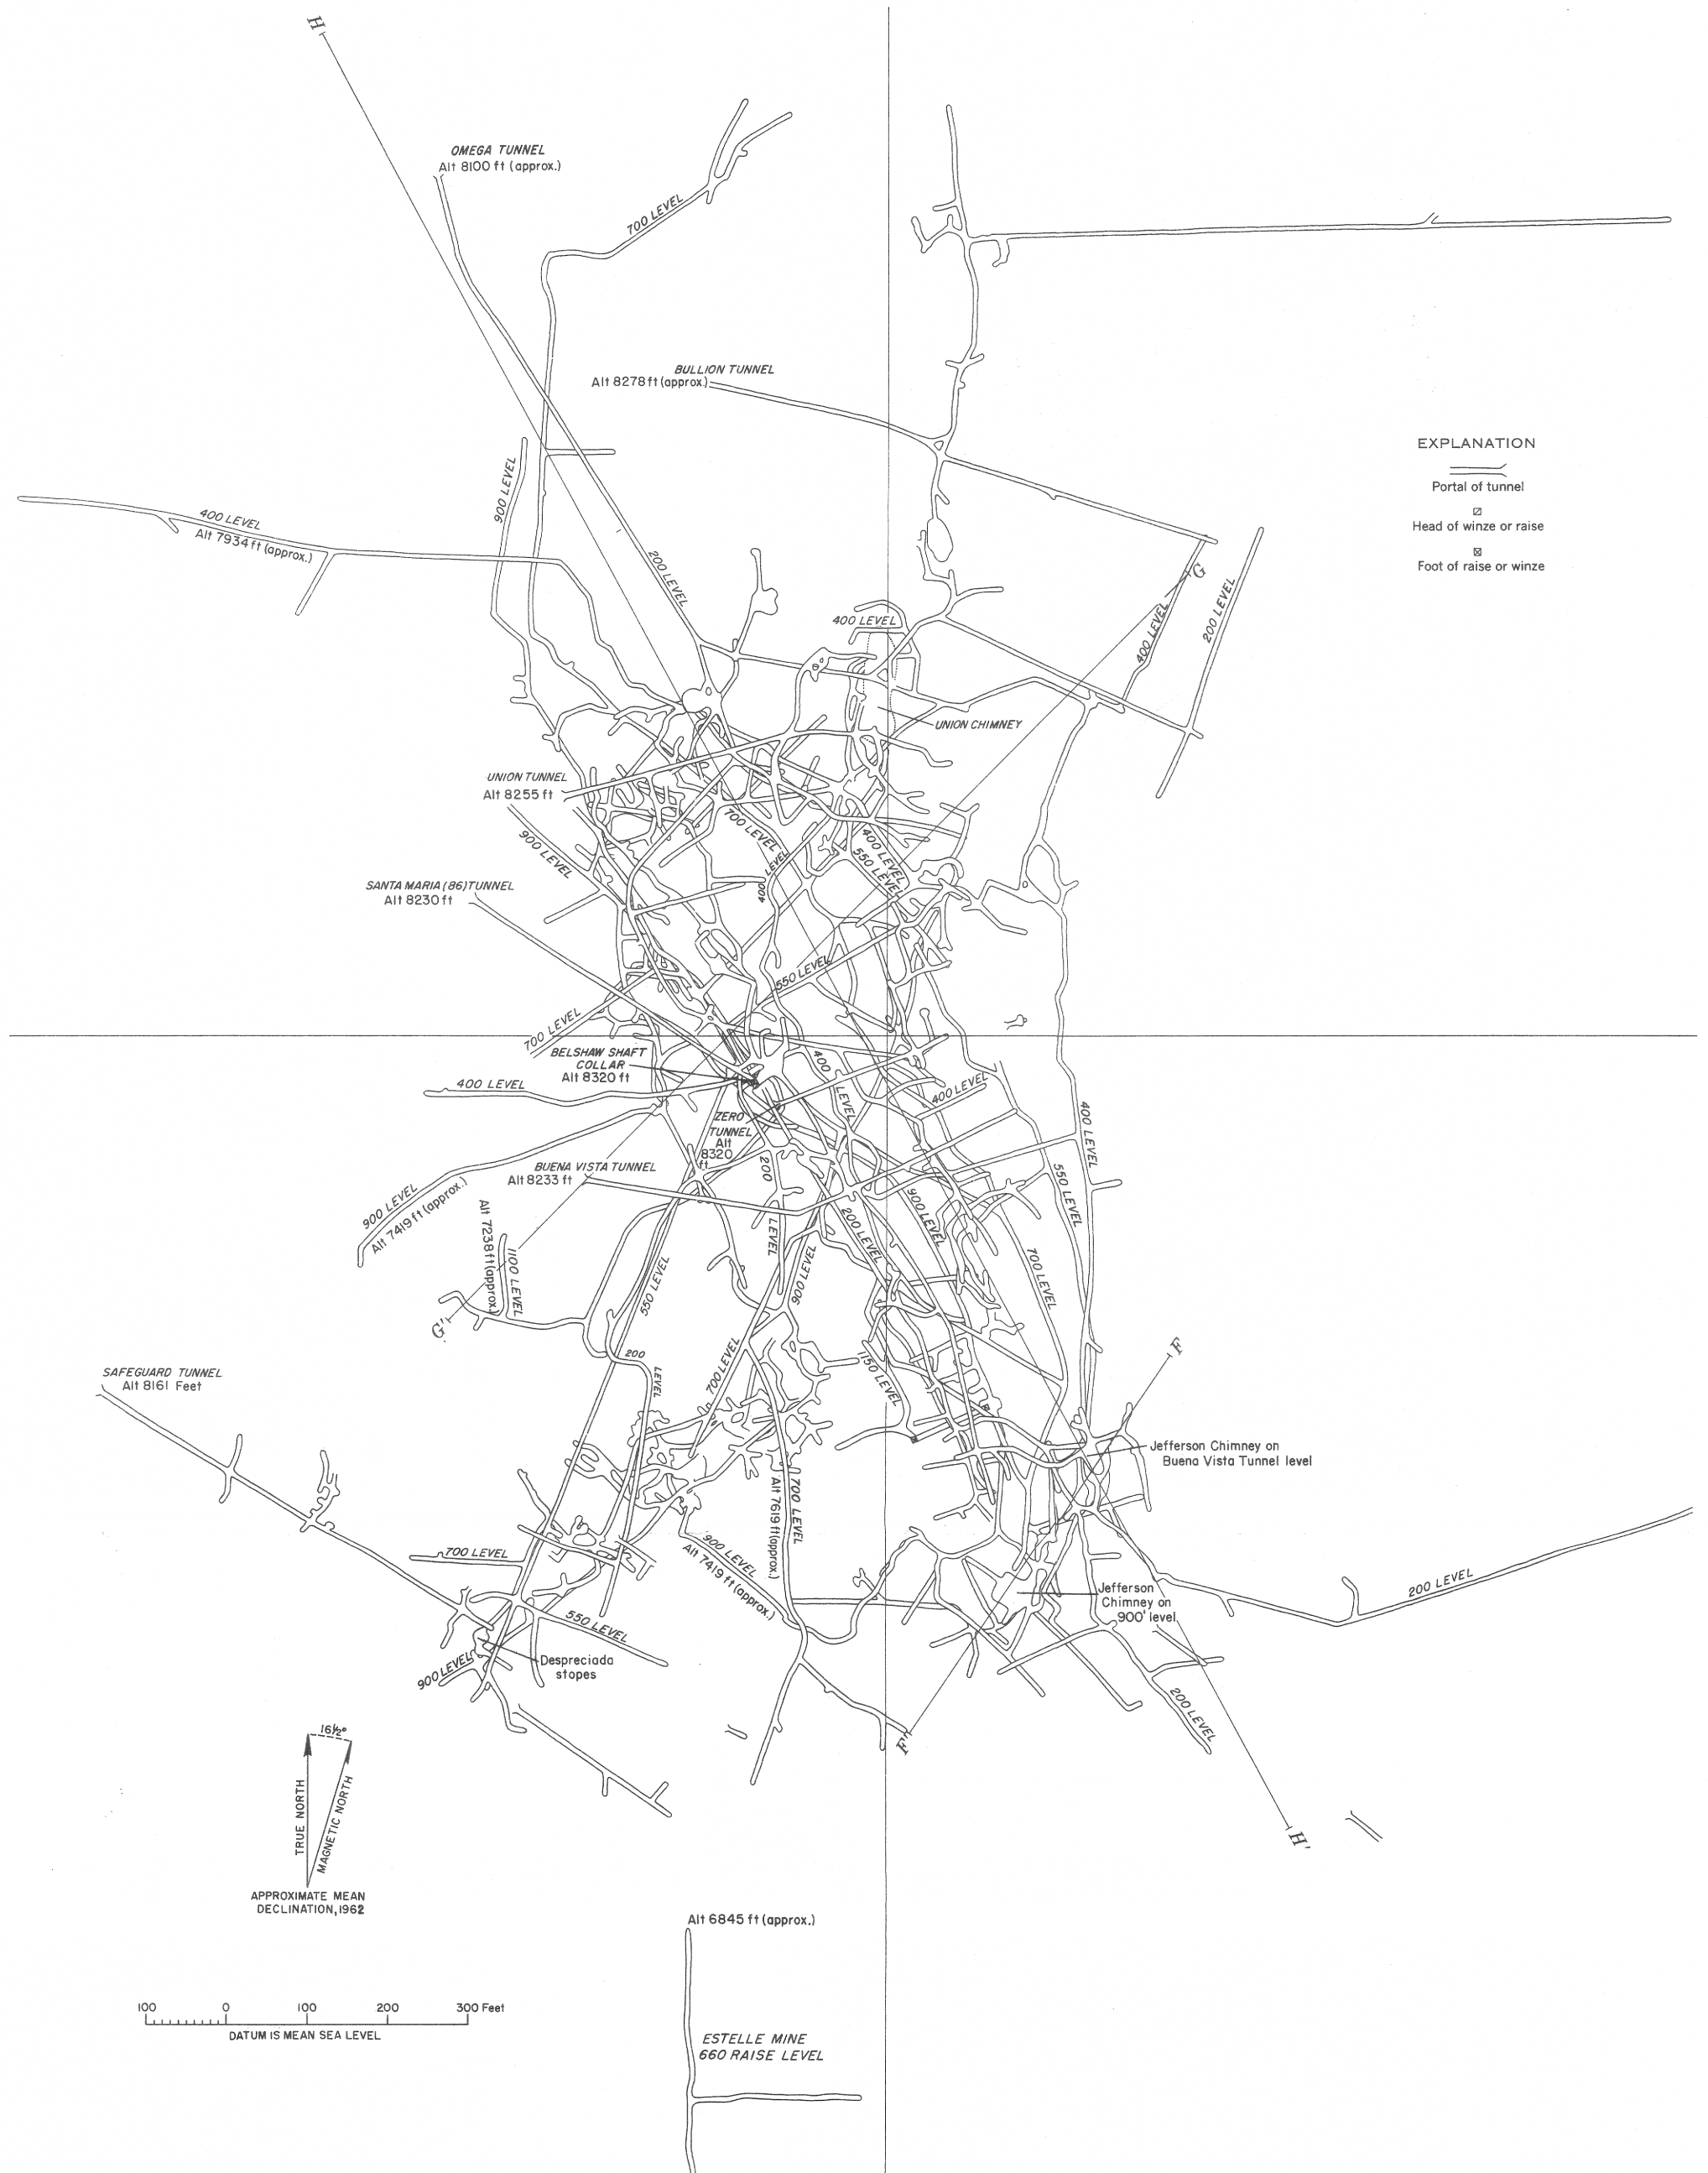 H
OMEGA TUNNEL
Alt 8100 ft (approx.)
700 LEVEL
BULLION TUNNEL
Alt 8278 ft (approx.)
EXPLANATION
Portal of tunnel
Head of winze or raise
Foot of raise or winze
900 LEVEL
400 LEVEL
Alt 7934 ft (approx.)
200 LEVEL
G
400 LEVEL
200 LEVEL
400 LEVEL
UNION CHIMNEY
UNION TUNNEL
Alt 8255 ft
900 LEVEL
700 LEVEL
400 LEVEL
400 LEVEL
550 LEVEL
SANTA MARIA (86) TUNNEL
Alt 8230 ft
550 LEVEL
700 LEVEL
BELSHAW SHAFT
COLLAR
Alt 8320 ft
400 LEVEL
400 LEVEL
400 LEVEL
400 LEVEL
ZERO
TUNNEL
Alt
8320
ft
BUENA VISTA TUNNEL
Alt 8233 ft
200 LEVEL
550 LEVEL
900 LEVEL
Alt 7419 ft (approx.)
Alt 7238 ft (approx.)
1100 LEVEL
200 LEVEL
900 LEVEL
700 LEVEL
550 LEVEL
900 LEVEL
G'
F
200 LEVEL
700 LEVEL
1150 LEVEL
SAFEGUARD TUNNEL
Alt 8161 Feet
Jefferson Chimney on
Buena Vista Tunnel level
700 LEVEL
Alt 7619 ft (approx.)
900 LEVEL
Alt 7419 ft (approx.)
700 LEVEL
Jefferson
Chimney on
900' level
200 LEVEL
550 LEVEL
Despreciada
stopes
900 LEVEL
200 LEVEL
F'
16½°
TRUE NORTH
MAGNETIC NORTH
APPROXIMATE MEAN
DECLINATION, 1962
H'
Alt 6845 ft (approx.)
100 0 100 200 300 Feet
DATUM IS MEAN SEA LEVEL
ESTELLE MINE
660 RAISE LEVEL